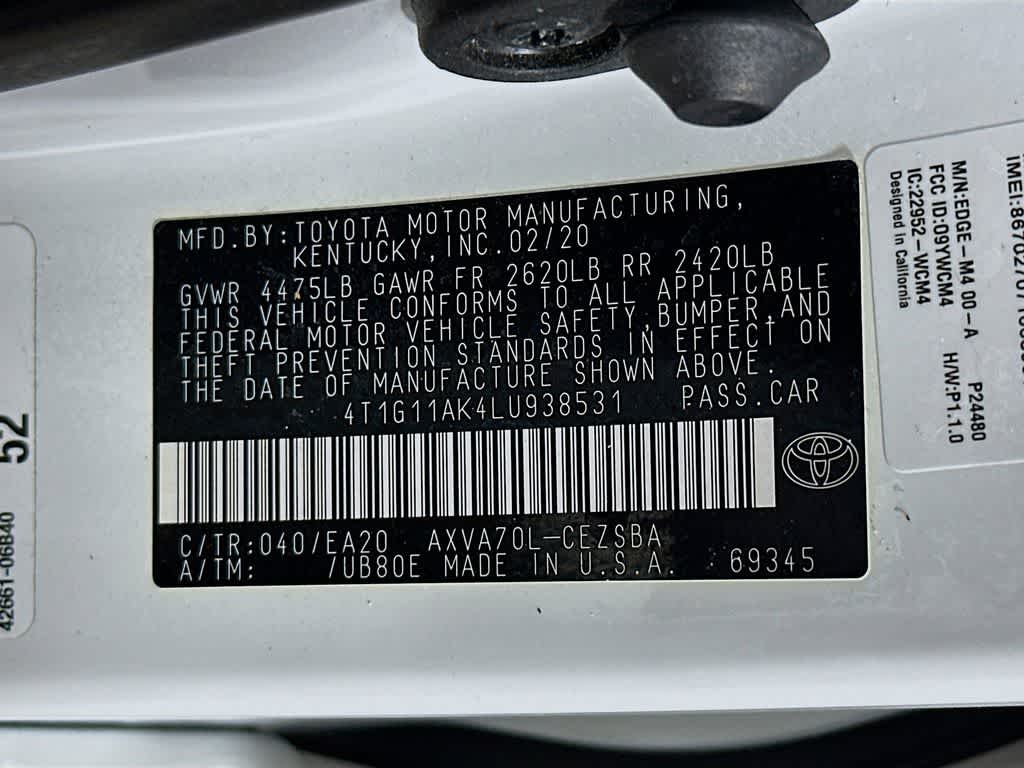 MFD.BY:TOYOTA MOTOR MANUFACTURING,
KENTUCKY,INC.02/20
GVWR 4475LB GAWR FR 2620LB RR 2420LB
THIS VEHICLE CONFORMS TO ALL APPLICABLE
FEDERAL MOTOR VEHICLE SAFETY,BUMPER,AND
THEFT PREVENTION STANDARDS IN EFFECT ON
THE DATE OF MANUFACTURE SHOWN ABOVE.
4T1G11AK4LU938531 PASS.CAR
C/TR:040/EA20 AXVA70L-CEZSBA
A/TM: /UB80E MADE IN U.S.A. 69345
M/N:EDGE-M4 00-A P24480
FCC ID:09YWCM4 H/W:P1.1.0
IC:22952-WCM4
Designed in California
52
42661-06B40